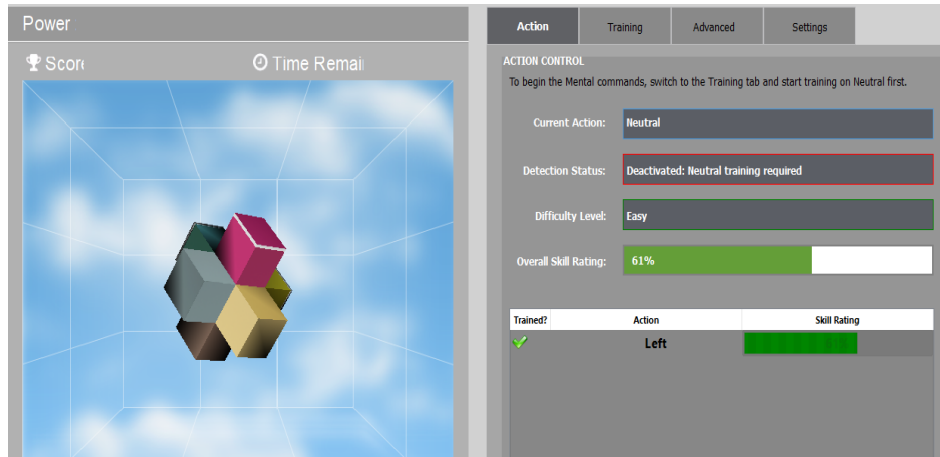 Power
Score
Time Remai
Action
Training
Advanced
Settings
ACTION CONTROL
To begin the Mental commands, switch to the Training tab and start training on Neutral first.
Current Action: Neutral
Detection Status: Deactivated: Neutral training required
Difficulty Level: Easy
Overall Skill Rating: 61%
Trained? Action Skill Rating
Left 61%